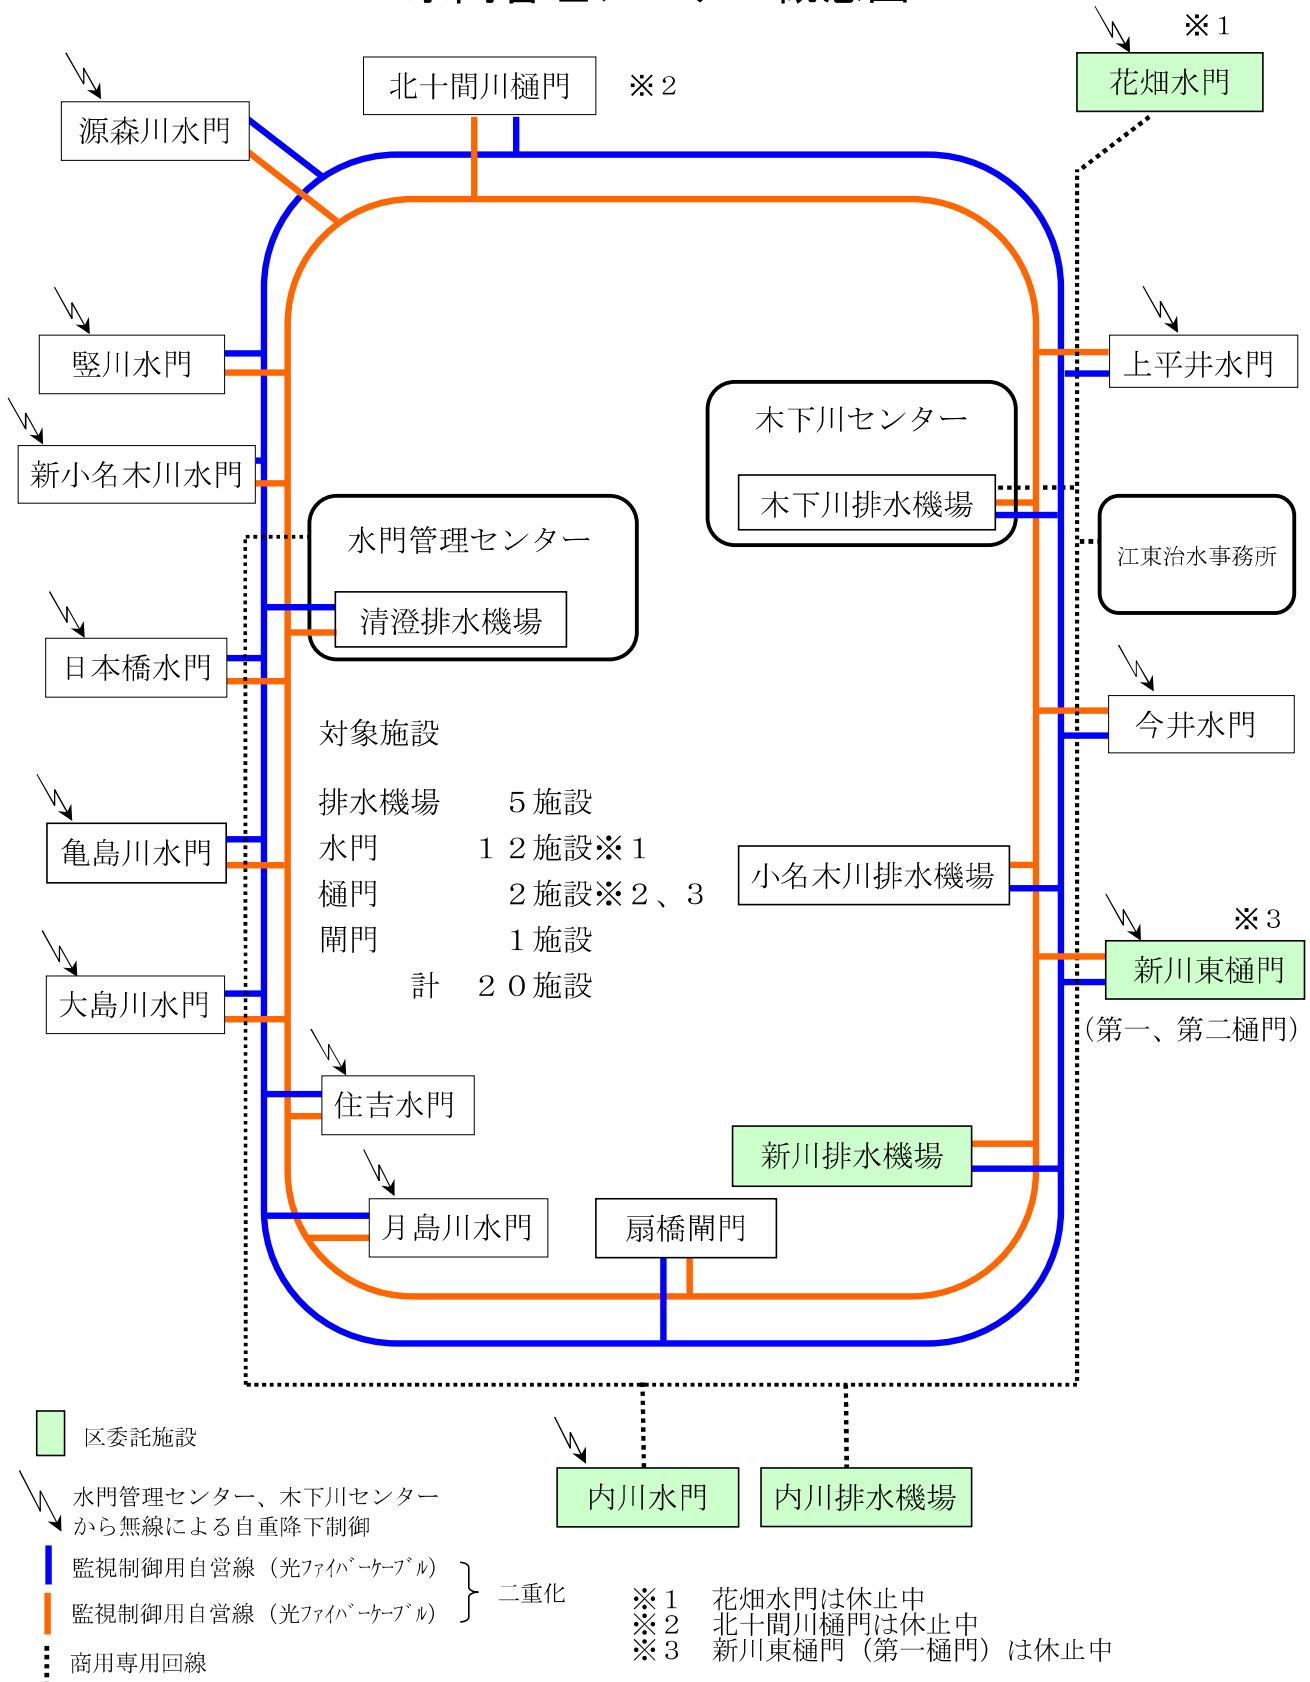 ※１
花畑水門
北十間川樋門
※２
源森川水門
竪川水門
上平井水門
木下川センター
新小名木川水門
木下川排水機場
水門管理センター
江東治水事務所
清澄排水機場
日本橋水門
今井水門
対象施設
排水機場　　５施設
水門　　　１２施設※１
樋門　　　　２施設※２、３
閘門　　　　１施設
計　２０施設
亀島川水門
小名木川排水機場
※３
新川東樋門
（第一、第二樋門）
大島川水門
住吉水門
新川排水機場
月島川水門
扇橋閘門
区委託施設
内川水門
内川排水機場
水門管理センター、木下川センター
から無線による自重降下制御
監視制御用自営線（光ﾌｧｲﾊﾞｰｹｰﾌﾞﾙ）
監視制御用自営線（光ﾌｧｲﾊﾞｰｹｰﾌﾞﾙ）
二重化
商用専用回線
※１　花畑水門は休止中
※２　北十間川樋門は休止中
※３　新川東樋門（第一樋門）は休止中